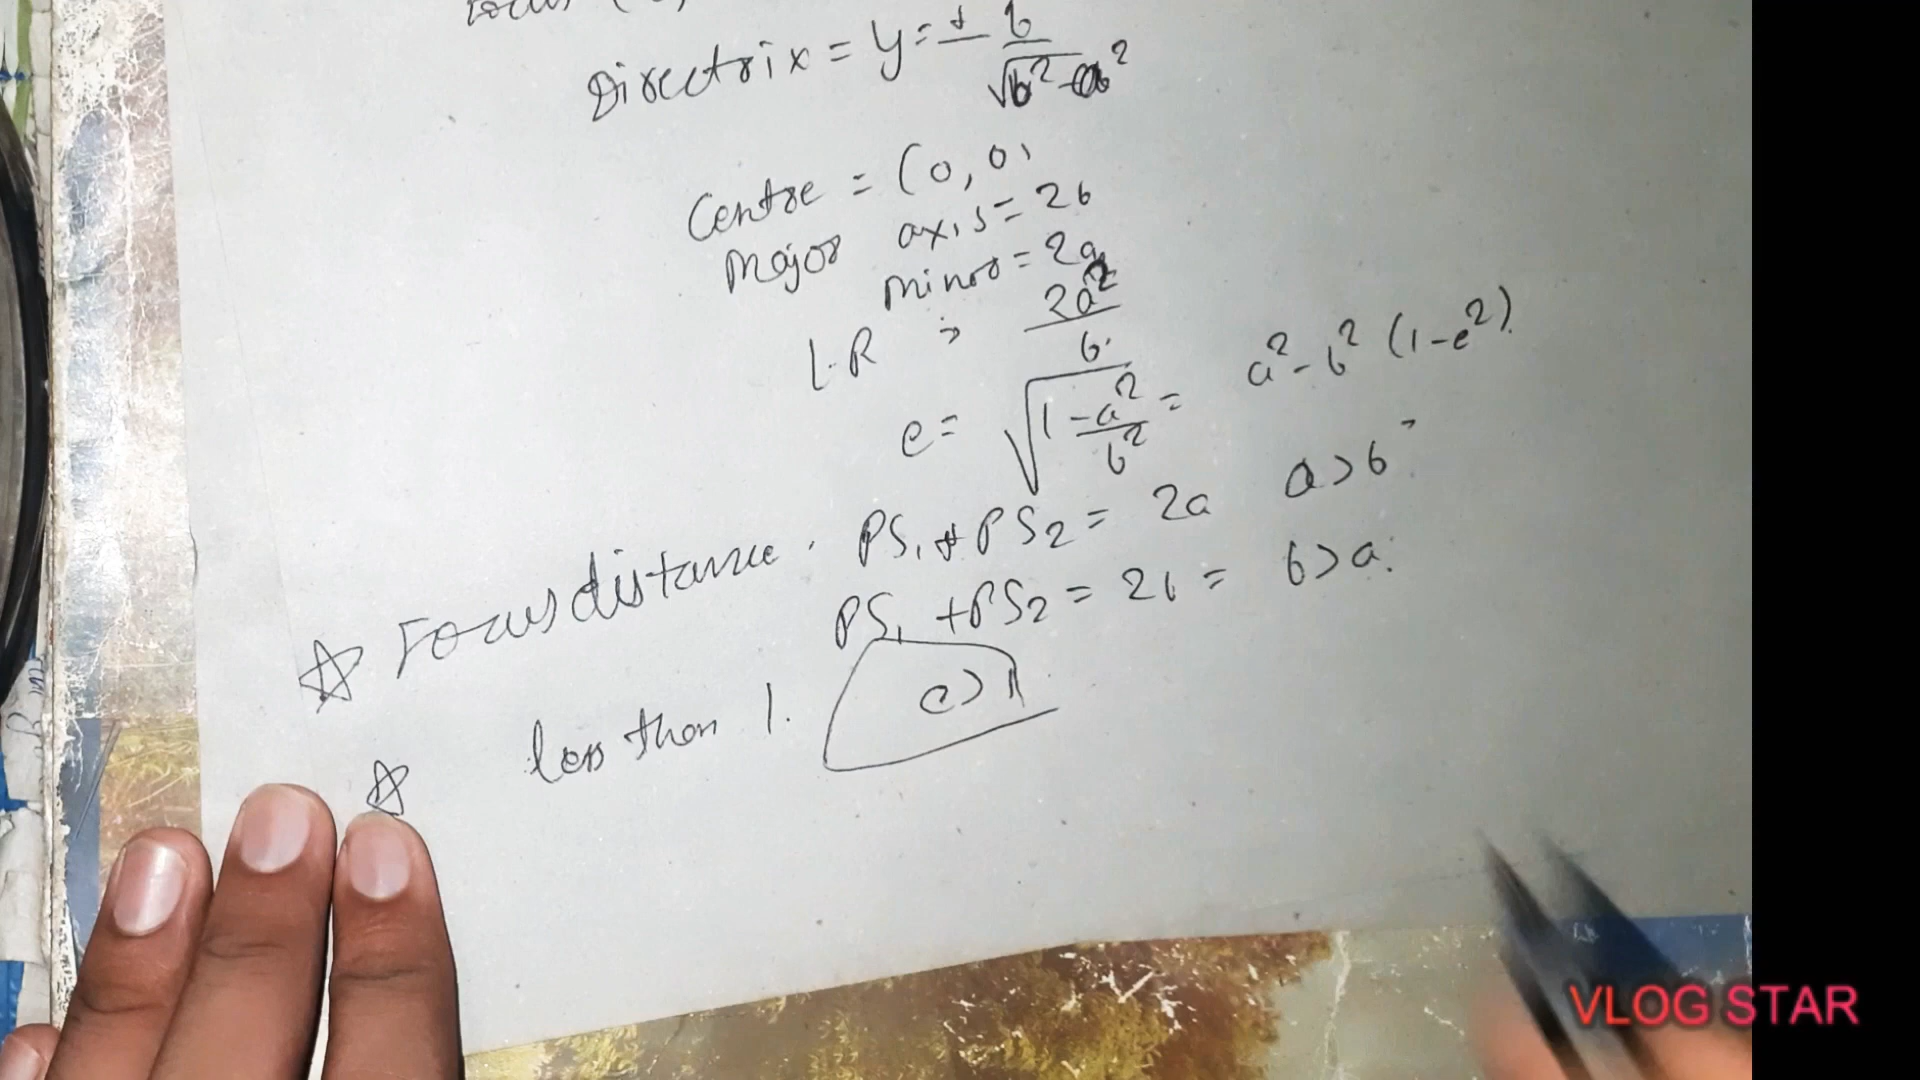 Focus (
Directrix = y = ± b / √b² - a²
Centre = (0, 0)
Major axis = 2b
minor = 2a
L.R = 2a² / b
e = √1 - a² / b² = a² - b² (1 - e²)
☆ Focus distance. PS₁ + PS₂ = 2a a > b
PS₁ + PS₂ = 2b = b > a.
☆ less than 1. e > 1
VLOG STAR